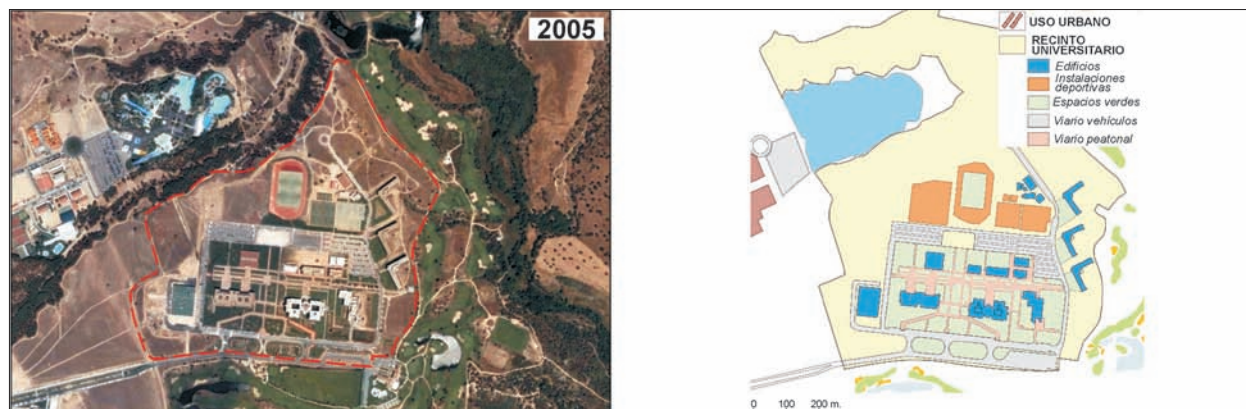 2005
USO URBANO
RECINTO
UNIVERSITARIO
Edificios
Instalaciones
deportivas
Espacios verdes
Viario vehículos
Viario peatonal
0 100 200 m.